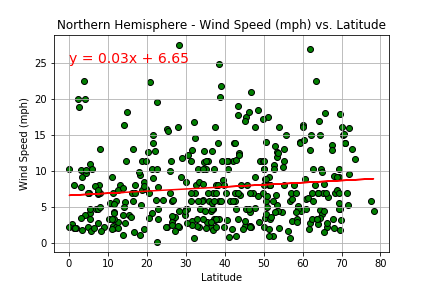 Northern Hemisphere - Wind Speed (mph) vs. Latitude
y = 0.03x + 6.65
25
20
15
10
5
0
Wind Speed (mph)
0 10 20 30 40 50 60 70 80
Latitude